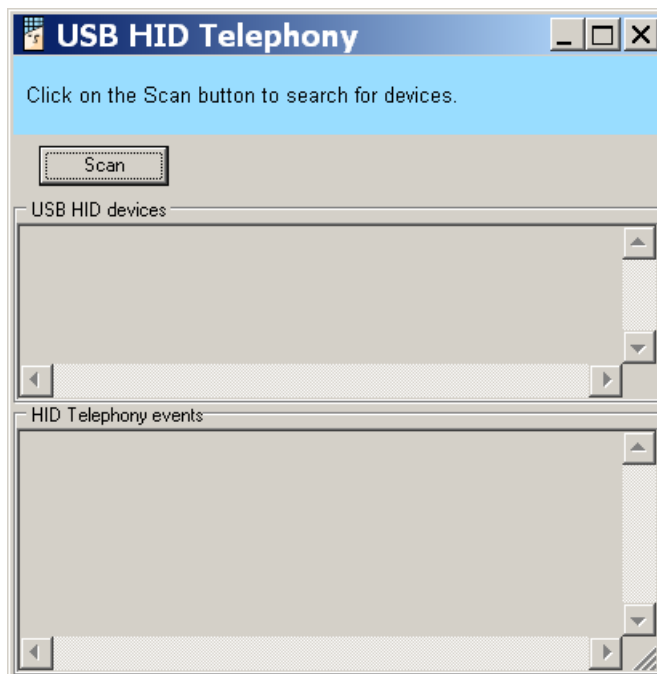 USB HID Telephony
Click on the Scan button to search for devices.
Scan
USB HID devices
HID Telephony events